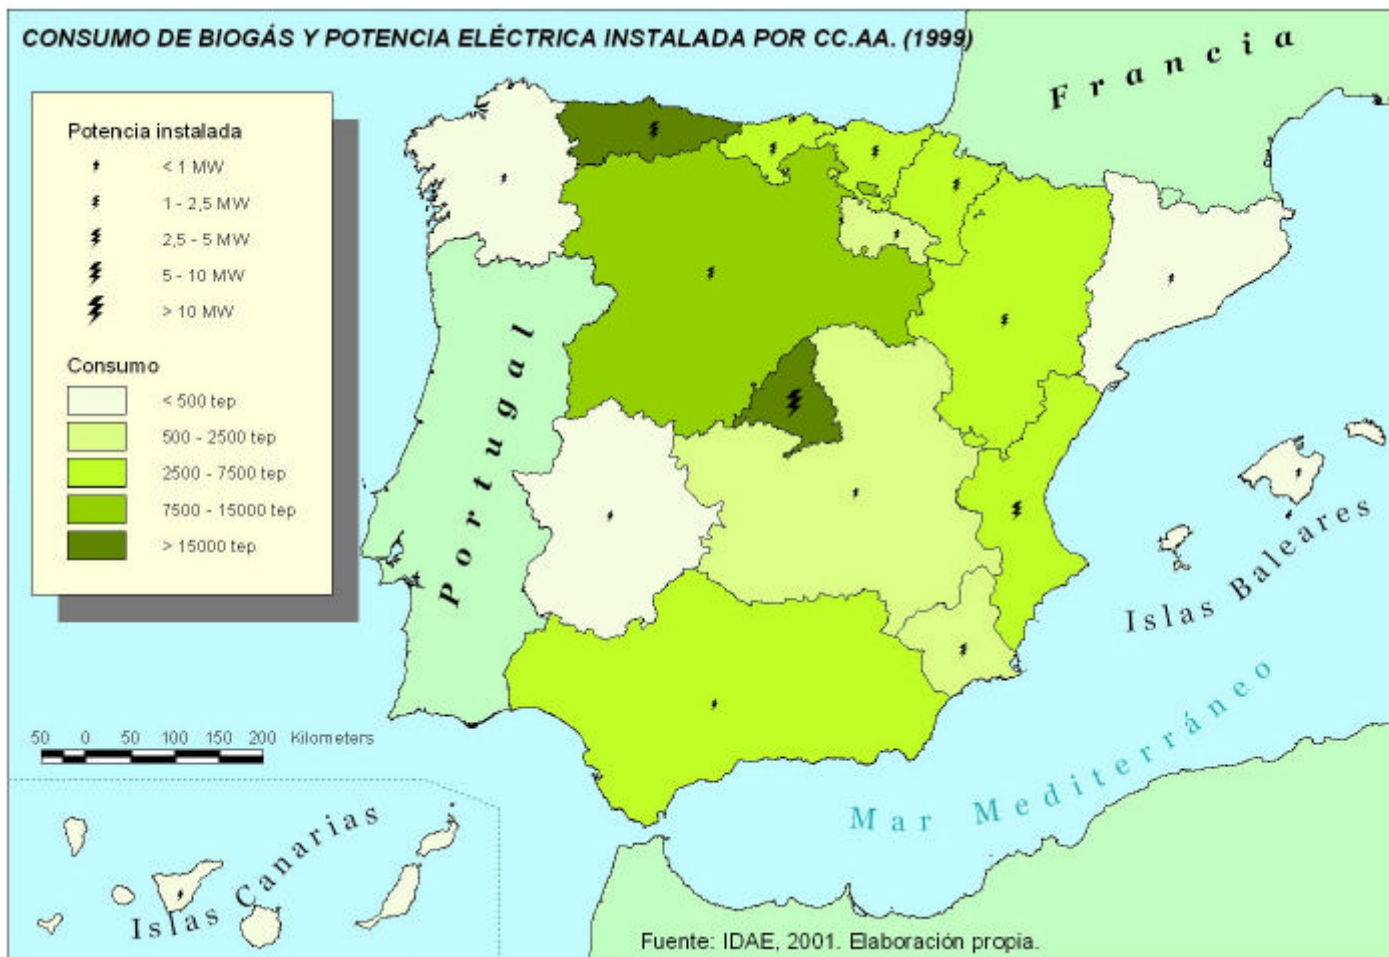 CONSUMO DE BIOGÁS Y POTENCIA ELÉCTRICA INSTALADA POR CC.AA. (1999)
Francia
Potencia instalada
< 1 MW
1 - 2,5 MW
2,5 - 5 MW
5 - 10 MW
> 10 MW
Consumo
< 500 tep
500 - 2500 tep
2500 - 7500 tep
7500 - 15000 tep
> 15000 tep
Portugal
Islas Baleares
Mar Mediterráneo
50 0 50 100 150 200 Kilometers
Islas Canarias
Fuente: IDAE, 2001. Elaboración propia.